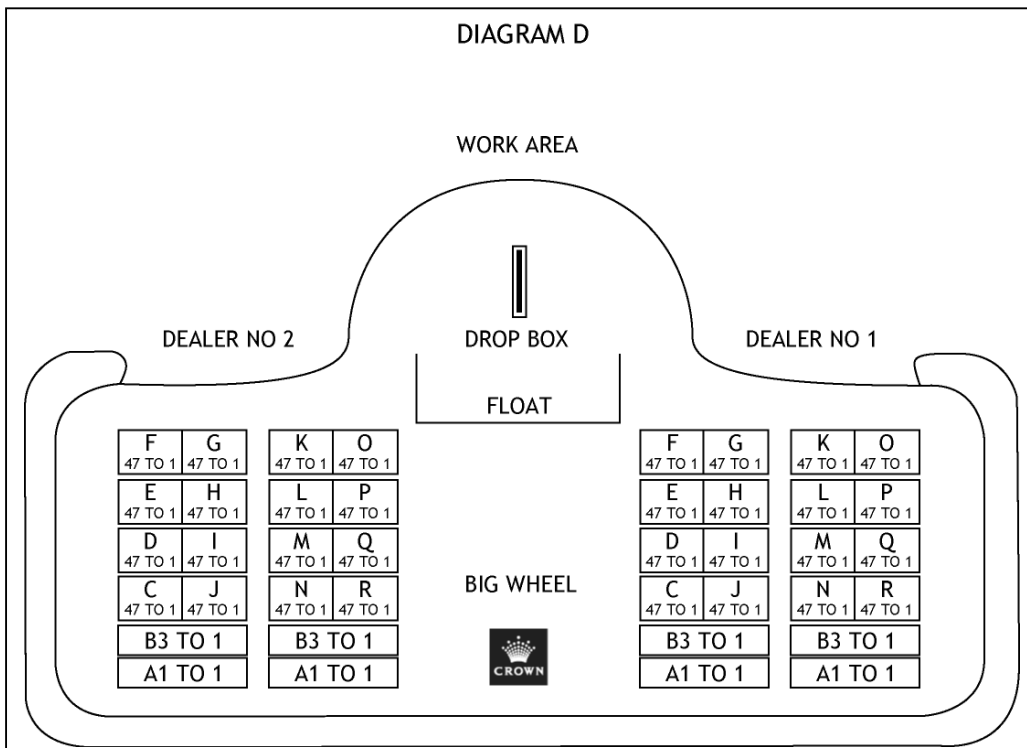 DIAGRAM D
WORK AREA
DEALER NO 2 DROP BOX DEALER NO 1
FLOAT
F G K O F G K O
47 TO 1 47 TO 1 47 TO 1 47 TO 1 47 TO 1 47 TO 1 47 TO 1 47 TO 1
E H L P E H L P
47 TO 1 47 TO 1 47 TO 1 47 TO 1 47 TO 1 47 TO 1 47 TO 1 47 TO 1
D I M Q D I M Q
47 TO 1 47 TO 1 47 TO 1 47 TO 1 47 TO 1 47 TO 1 47 TO 1 47 TO 1
BIG WHEEL
C J N R C J N R
47 TO 1 47 TO 1 47 TO 1 47 TO 1 47 TO 1 47 TO 1 47 TO 1 47 TO 1
B3 TO 1 B3 TO 1 B3 TO 1 B3 TO 1
A1 TO 1 A1 TO 1 A1 TO 1 A1 TO 1
CROWN